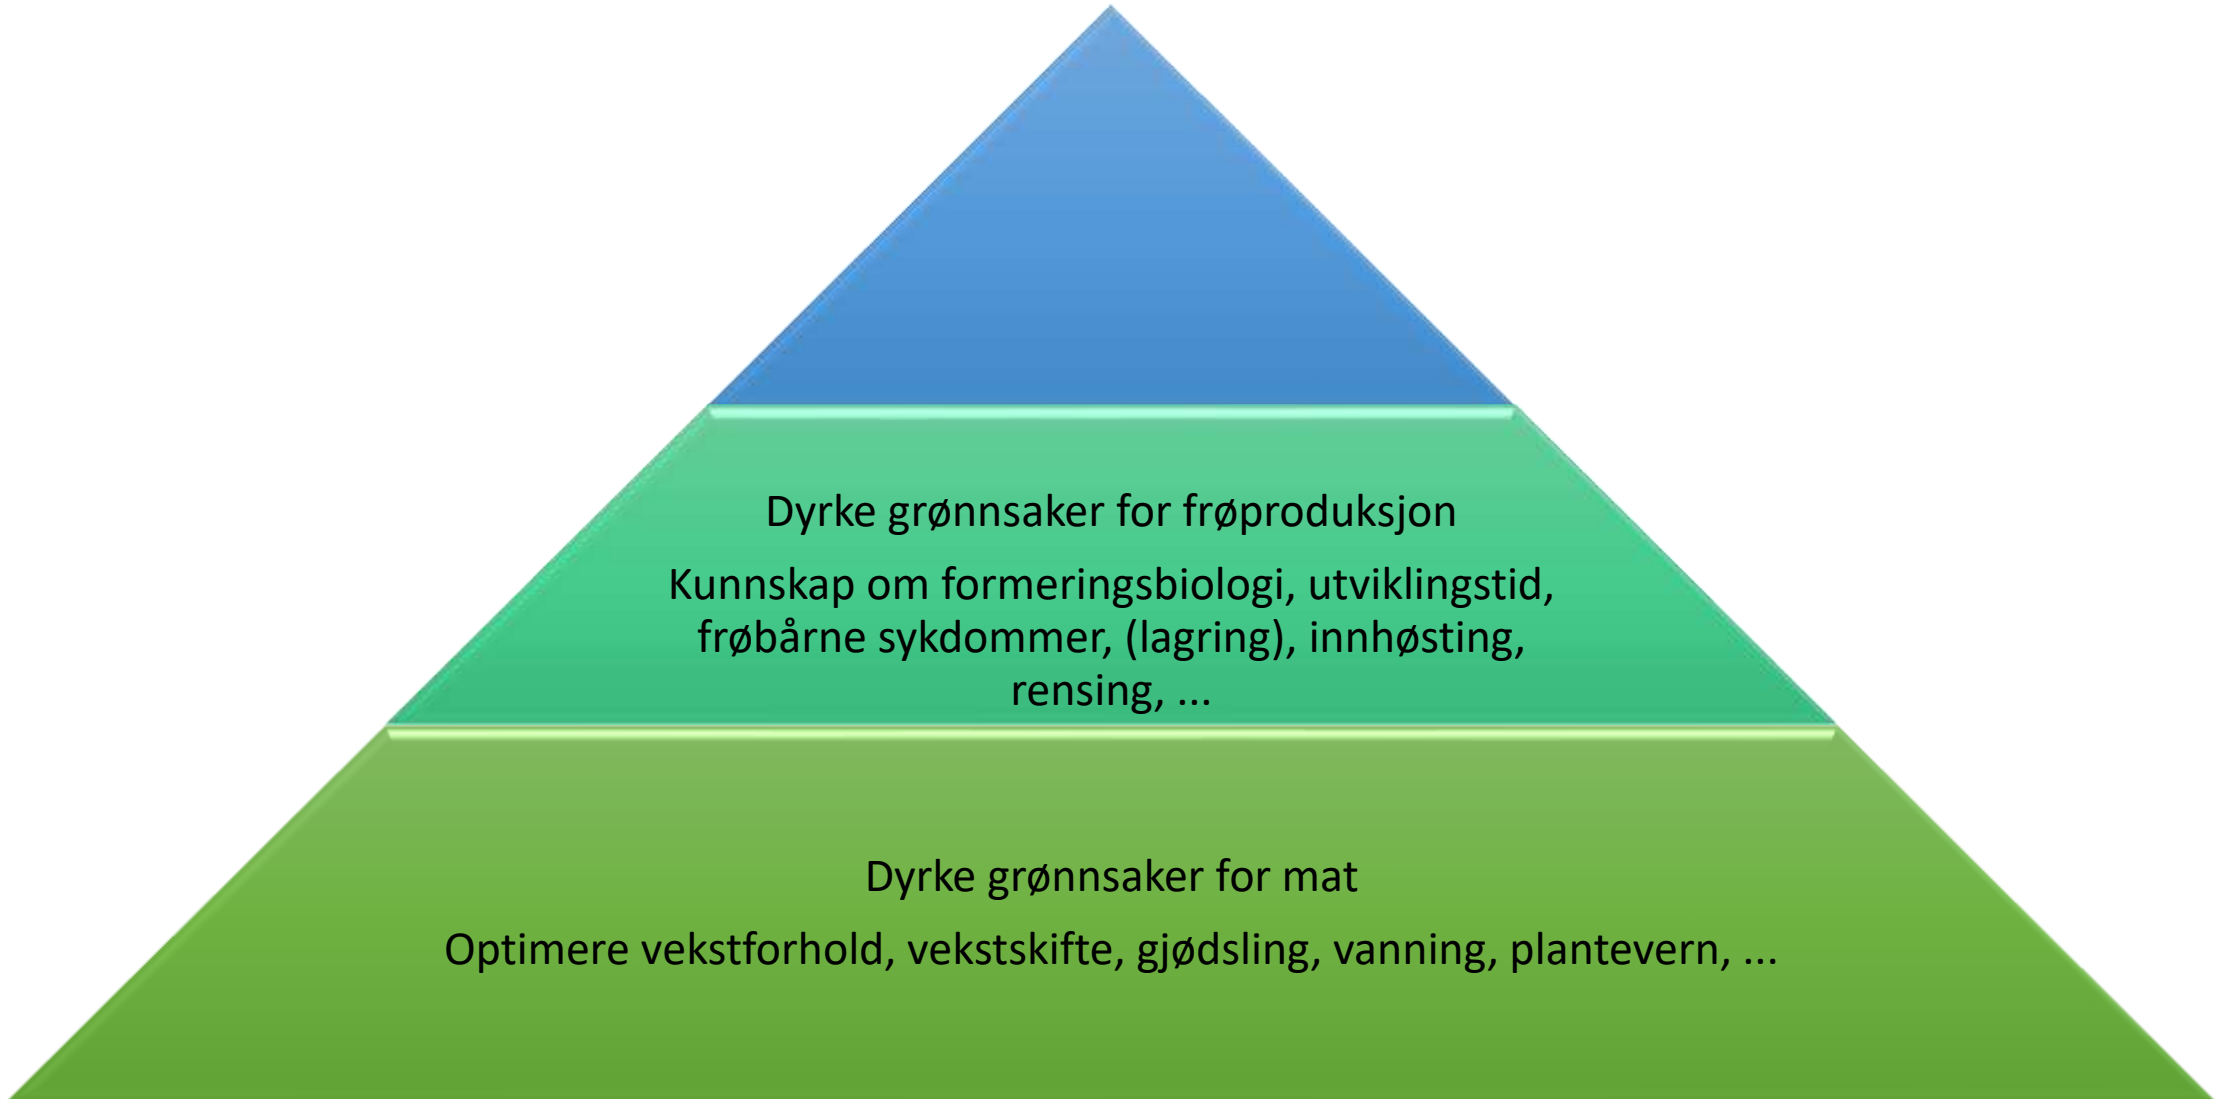 Dyrke grønnsaker for frøproduksjon
Kunnskap om formeringsbiologi, utviklingstid,
frøbårne sykdommer, (lagring), innhøsting,
rensing, ...
Dyrke grønnsaker for mat
Optimere vekstforhold, vekstskifte, gjødsling, vanning, plantevern, ...